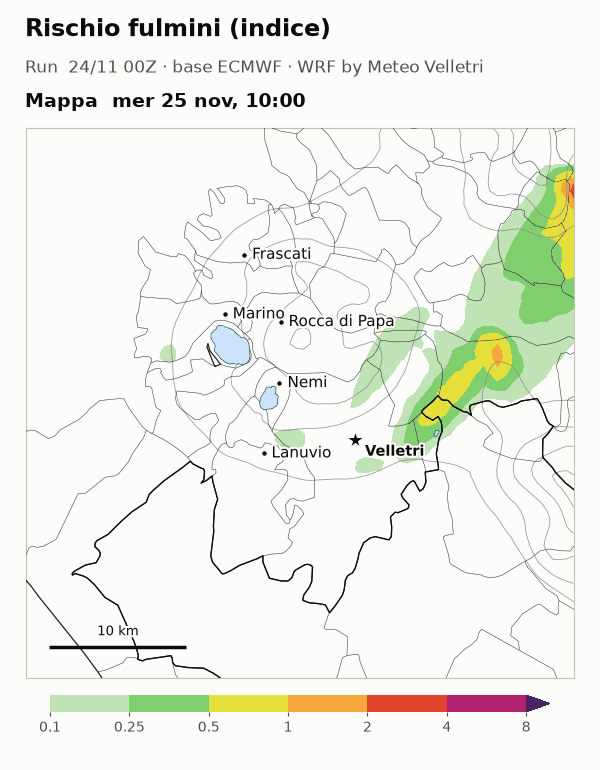 Rischio fulmini (indice)
Run  24/11 00Z · base ECMWF · WRF by Meteo Velletri
Mappa  mer 25 nov, 10:00
Frascati
Marino
Rocca di Papa
Nemi
Velletri
Lanuvio
10 km
0.1 0.25 0.5 1 2 4 8